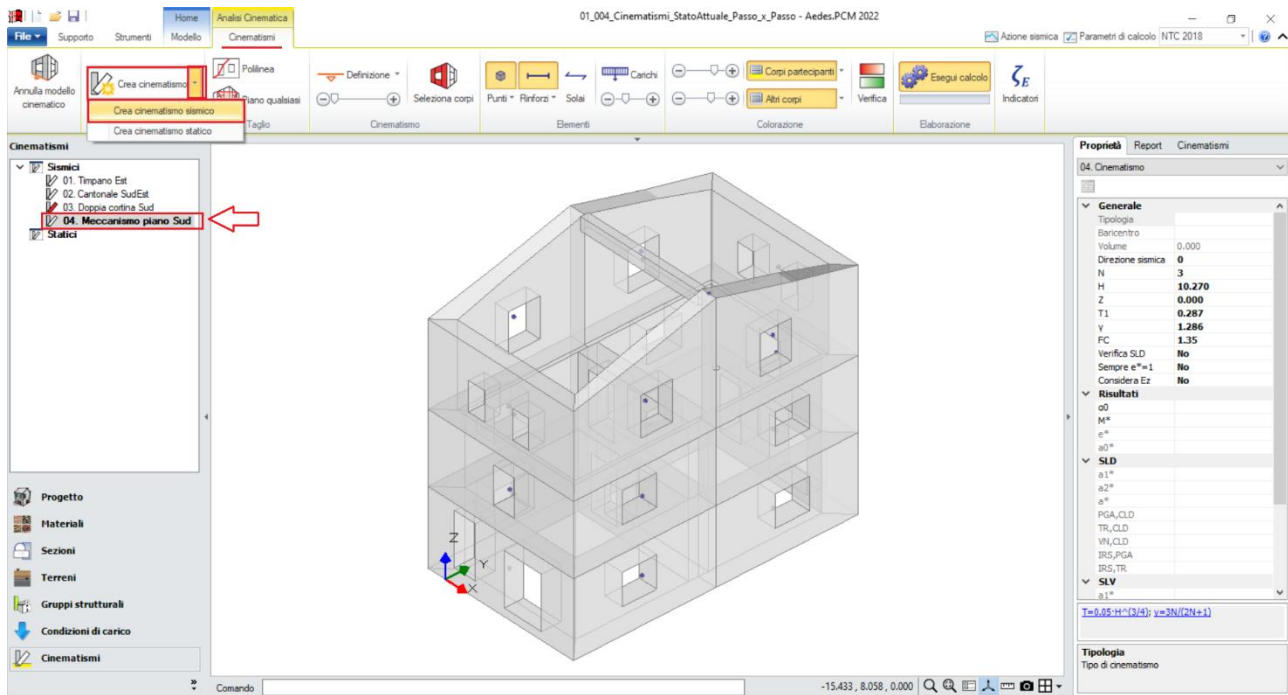 01_004_Cinematismi_StatoAttuale_Passo_x_Passo - Aedes.PCM 2022
Home
Analisi Cinematica
File
Supporto
Strumenti
Modello
Cinematismi
Azione sismica
Parametri di calcolo
NTC 2018
Annulla modello
cinematico
Crea cinematismo
Crea cinematismo sismico
Crea cinematismo statico
Polilinea
Piano qualsiasi
Taglio
Definizione
Seleziona corpi
Cinematismo
Punti
Rinforzi
Solai
Carichi
Elementi
Corpi partecipanti
Altri corpi
Verifica
Colorazione
Esegui calcolo
Elaborazione
ζE
Indicatori
Cinematismi
Sismici
01. Timpano Est
02. Cantonale SudEst
03. Doppia cortina Sud
04. Meccanismo piano Sud
Statici
Progetto
Materiali
Sezioni
Terreni
Gruppi strutturali
Condizioni di carico
Cinematismi
Z
Y
X
Comando
-15.433 , 8.058 , 0.000
Proprietà
Report
Cinematismi
04. Cinematismo
Generale
Tipologia
Baricentro
Volume 0.000
Direzione sismica 0
N 3
H 10.270
Z 0.000
T1 0.287
γ 1.286
FC 1.35
Verifica SLD No
Sempre e*=1 No
Considera Ez No
Risultati
α0
M*
e*
a0*
SLD
a1*
a2*
a*
PGA,CLD
TR,CLD
VN,CLD
IRS,PGA
IRS,TR
SLV
a1*
T=0.05·H^(3/4); γ=3N/(2N+1)
Tipologia
Tipo di cinematismo